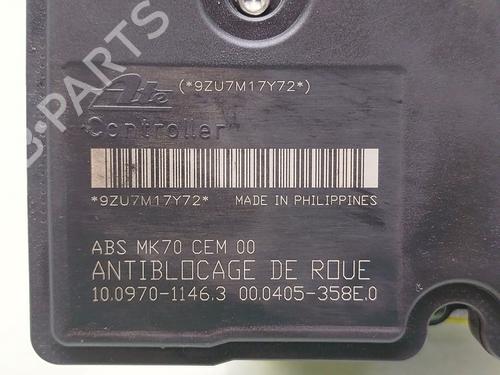 B-PARTS
Ate (*9ZU7M17Y72*)
Controller
*9ZU7M17Y72* MADE IN PHILIPPINES
ABS MK70 CEM 00
ANTIBLOCAGE DE ROUE
10.0970-1146.3 00.0405-358E.0